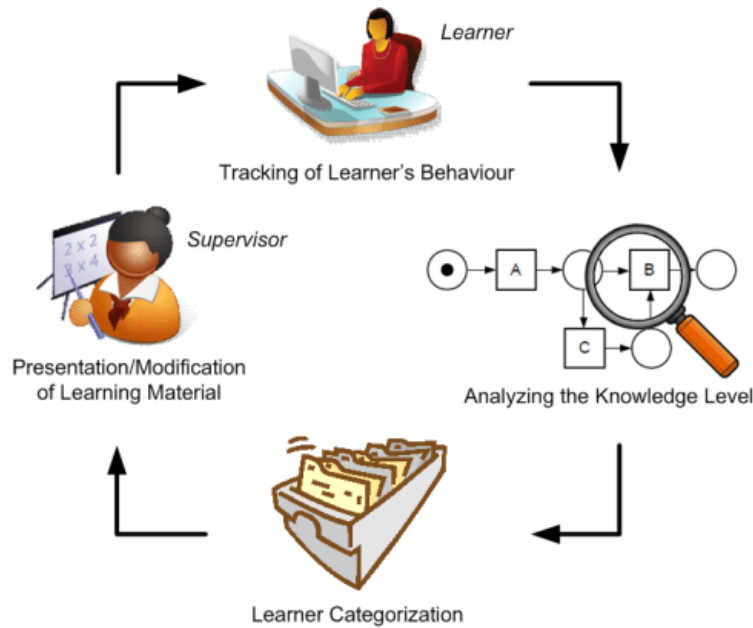 Learner
Tracking of Learner's Behaviour
2 x 2
3 x 4
Supervisor
A
B
C
Presentation/Modification
of Learning Material
Analyzing the Knowledge Level
Learner Categorization